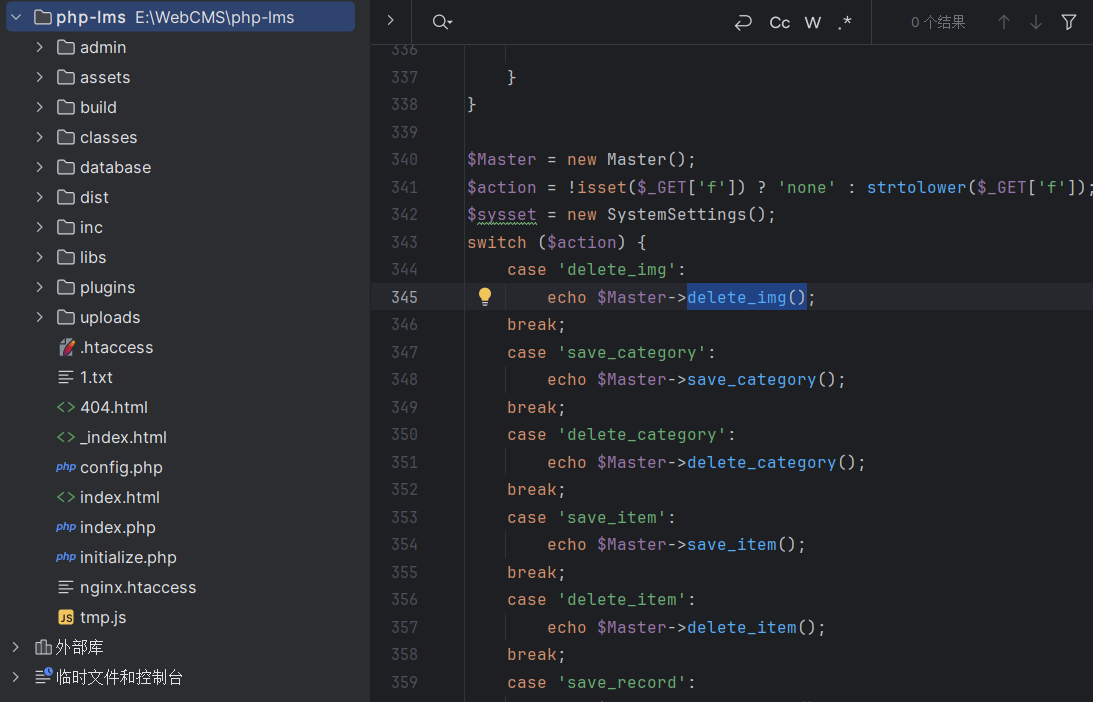 php-lms E:\WebCMS\php-lms
admin
assets
build
classes
database
dist
inc
libs
plugins
uploads
.htaccess
1.txt
404.html
_index.html
php config.php
index.html
php index.php
php initialize.php
nginx.htaccess
JS tmp.js
外部库
临时文件和控制台
Cc W .* 0 个结果
336
337 }
338 }
339
340 $Master = new Master();
341 $action = !isset($_GET['f']) ? 'none' : strtolower($_GET['f']);
342 $sysset = new SystemSettings();
343 switch ($action) {
344 case 'delete_img':
345 echo $Master->delete_img();
346 break;
347 case 'save_category':
348 echo $Master->save_category();
349 break;
350 case 'delete_category':
351 echo $Master->delete_category();
352 break;
353 case 'save_item':
354 echo $Master->save_item();
355 break;
356 case 'delete_item':
357 echo $Master->delete_item();
358 break;
359 case 'save_record':